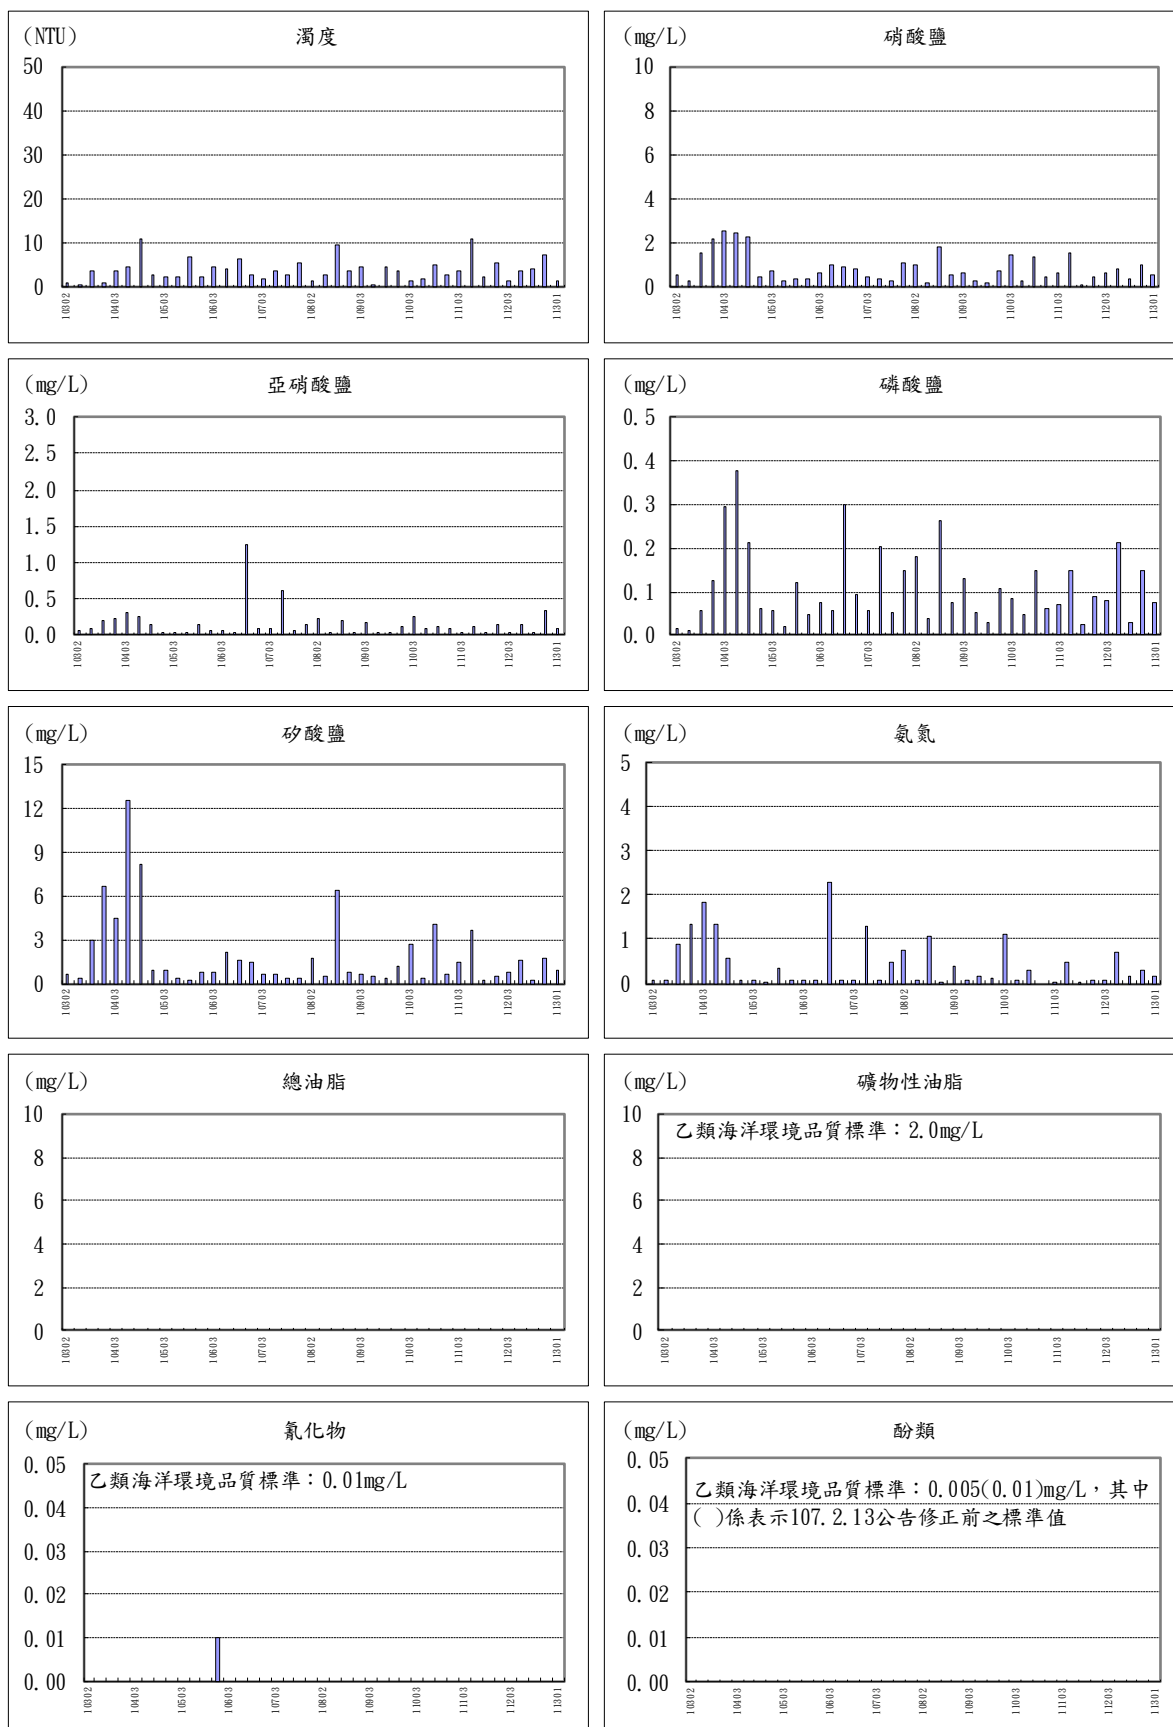 (NTU) 濁度
50
40
30
20
10
0
10302 10403 10503 10603 10703 10802 10903 11003 11103 11203 11301
(mg/L) 硝酸鹽
10
8
6
4
2
0
10302 10403 10503 10603 10703 10802 10903 11003 11103 11203 11301
(mg/L) 亞硝酸鹽
3.0
2.5
2.0
1.5
1.0
0.5
0.0
10302 10403 10503 10603 10703 10802 10903 11003 11103 11203 11301
(mg/L) 磷酸鹽
0.5
0.4
0.3
0.2
0.1
0.0
10302 10403 10503 10603 10703 10802 10903 11003 11103 11203 11301
(mg/L) 矽酸鹽
15
12
9
6
3
0
10302 10403 10503 10603 10703 10802 10903 11003 11103 11203 11301
(mg/L) 氨氮
5
4
3
2
1
0
10302 10403 10503 10603 10703 10802 10903 11003 11103 11203 11301
(mg/L) 總油脂
10
8
6
4
2
0
10302 10403 10503 10603 10703 10802 10903 11003 11103 11203 11301
(mg/L) 礦物性油脂
乙類海洋環境品質標準：2.0mg/L
10
8
6
4
2
0
10302 10403 10503 10603 10703 10802 10903 11003 11103 11203 11301
(mg/L) 氰化物
乙類海洋環境品質標準：0.01mg/L
0.05
0.04
0.03
0.02
0.01
0.00
10302 10403 10503 10603 10703 10802 10903 11003 11103 11203 11301
(mg/L) 酚類
乙類海洋環境品質標準：0.005(0.01)mg/L，其中
( )係表示107.2.13公告修正前之標準值
0.05
0.04
0.03
0.02
0.01
0.00
10302 10403 10503 10603 10703 10802 10903 11003 11103 11203 11301